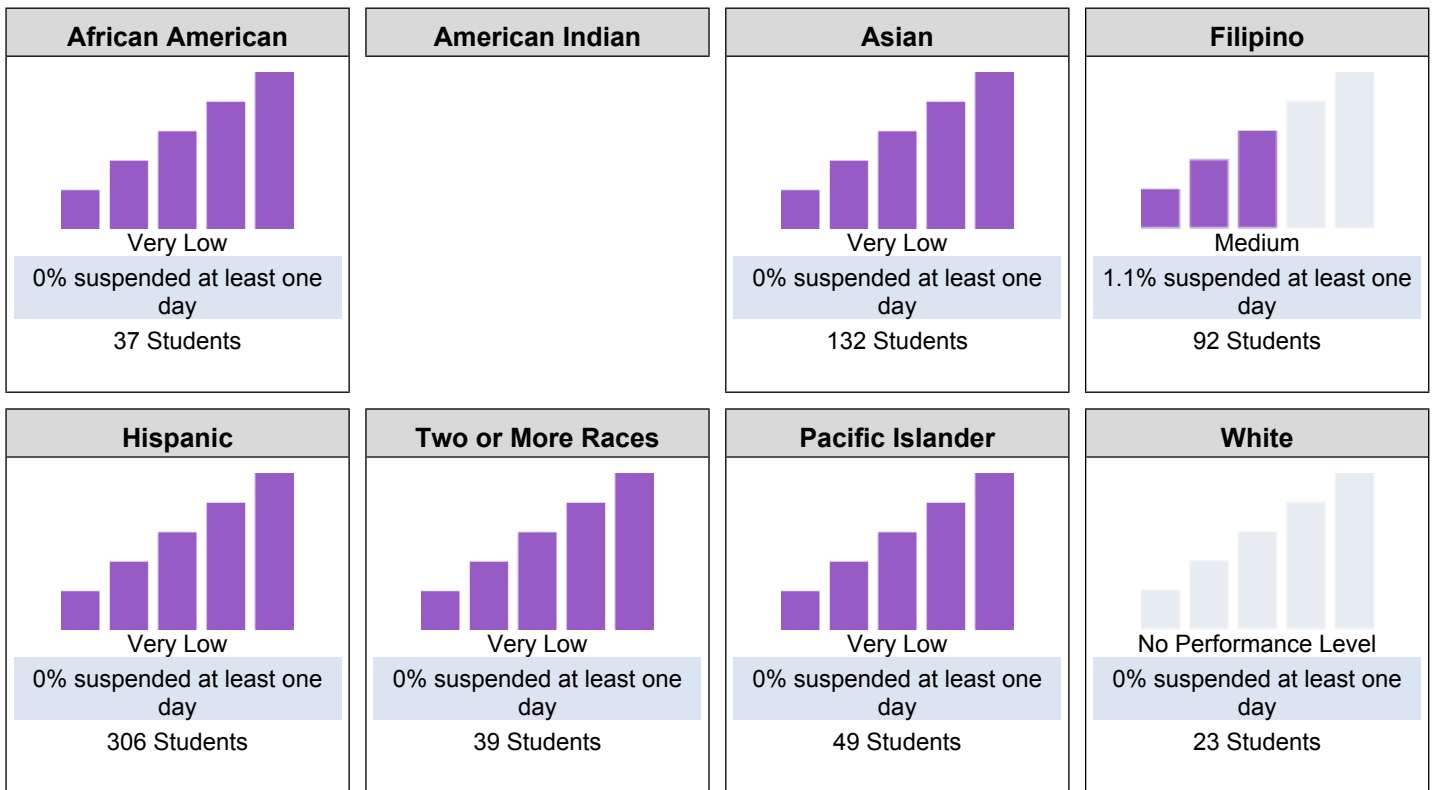 African American
American Indian
Asian
Filipino
Very Low
0% suspended at least one
day
37 Students
Very Low
0% suspended at least one
day
132 Students
Medium
1.1% suspended at least one
day
92 Students
Hispanic
Two or More Races
Pacific Islander
White
Very Low
0% suspended at least one
day
306 Students
Very Low
0% suspended at least one
day
39 Students
Very Low
0% suspended at least one
day
49 Students
No Performance Level
0% suspended at least one
day
23 Students